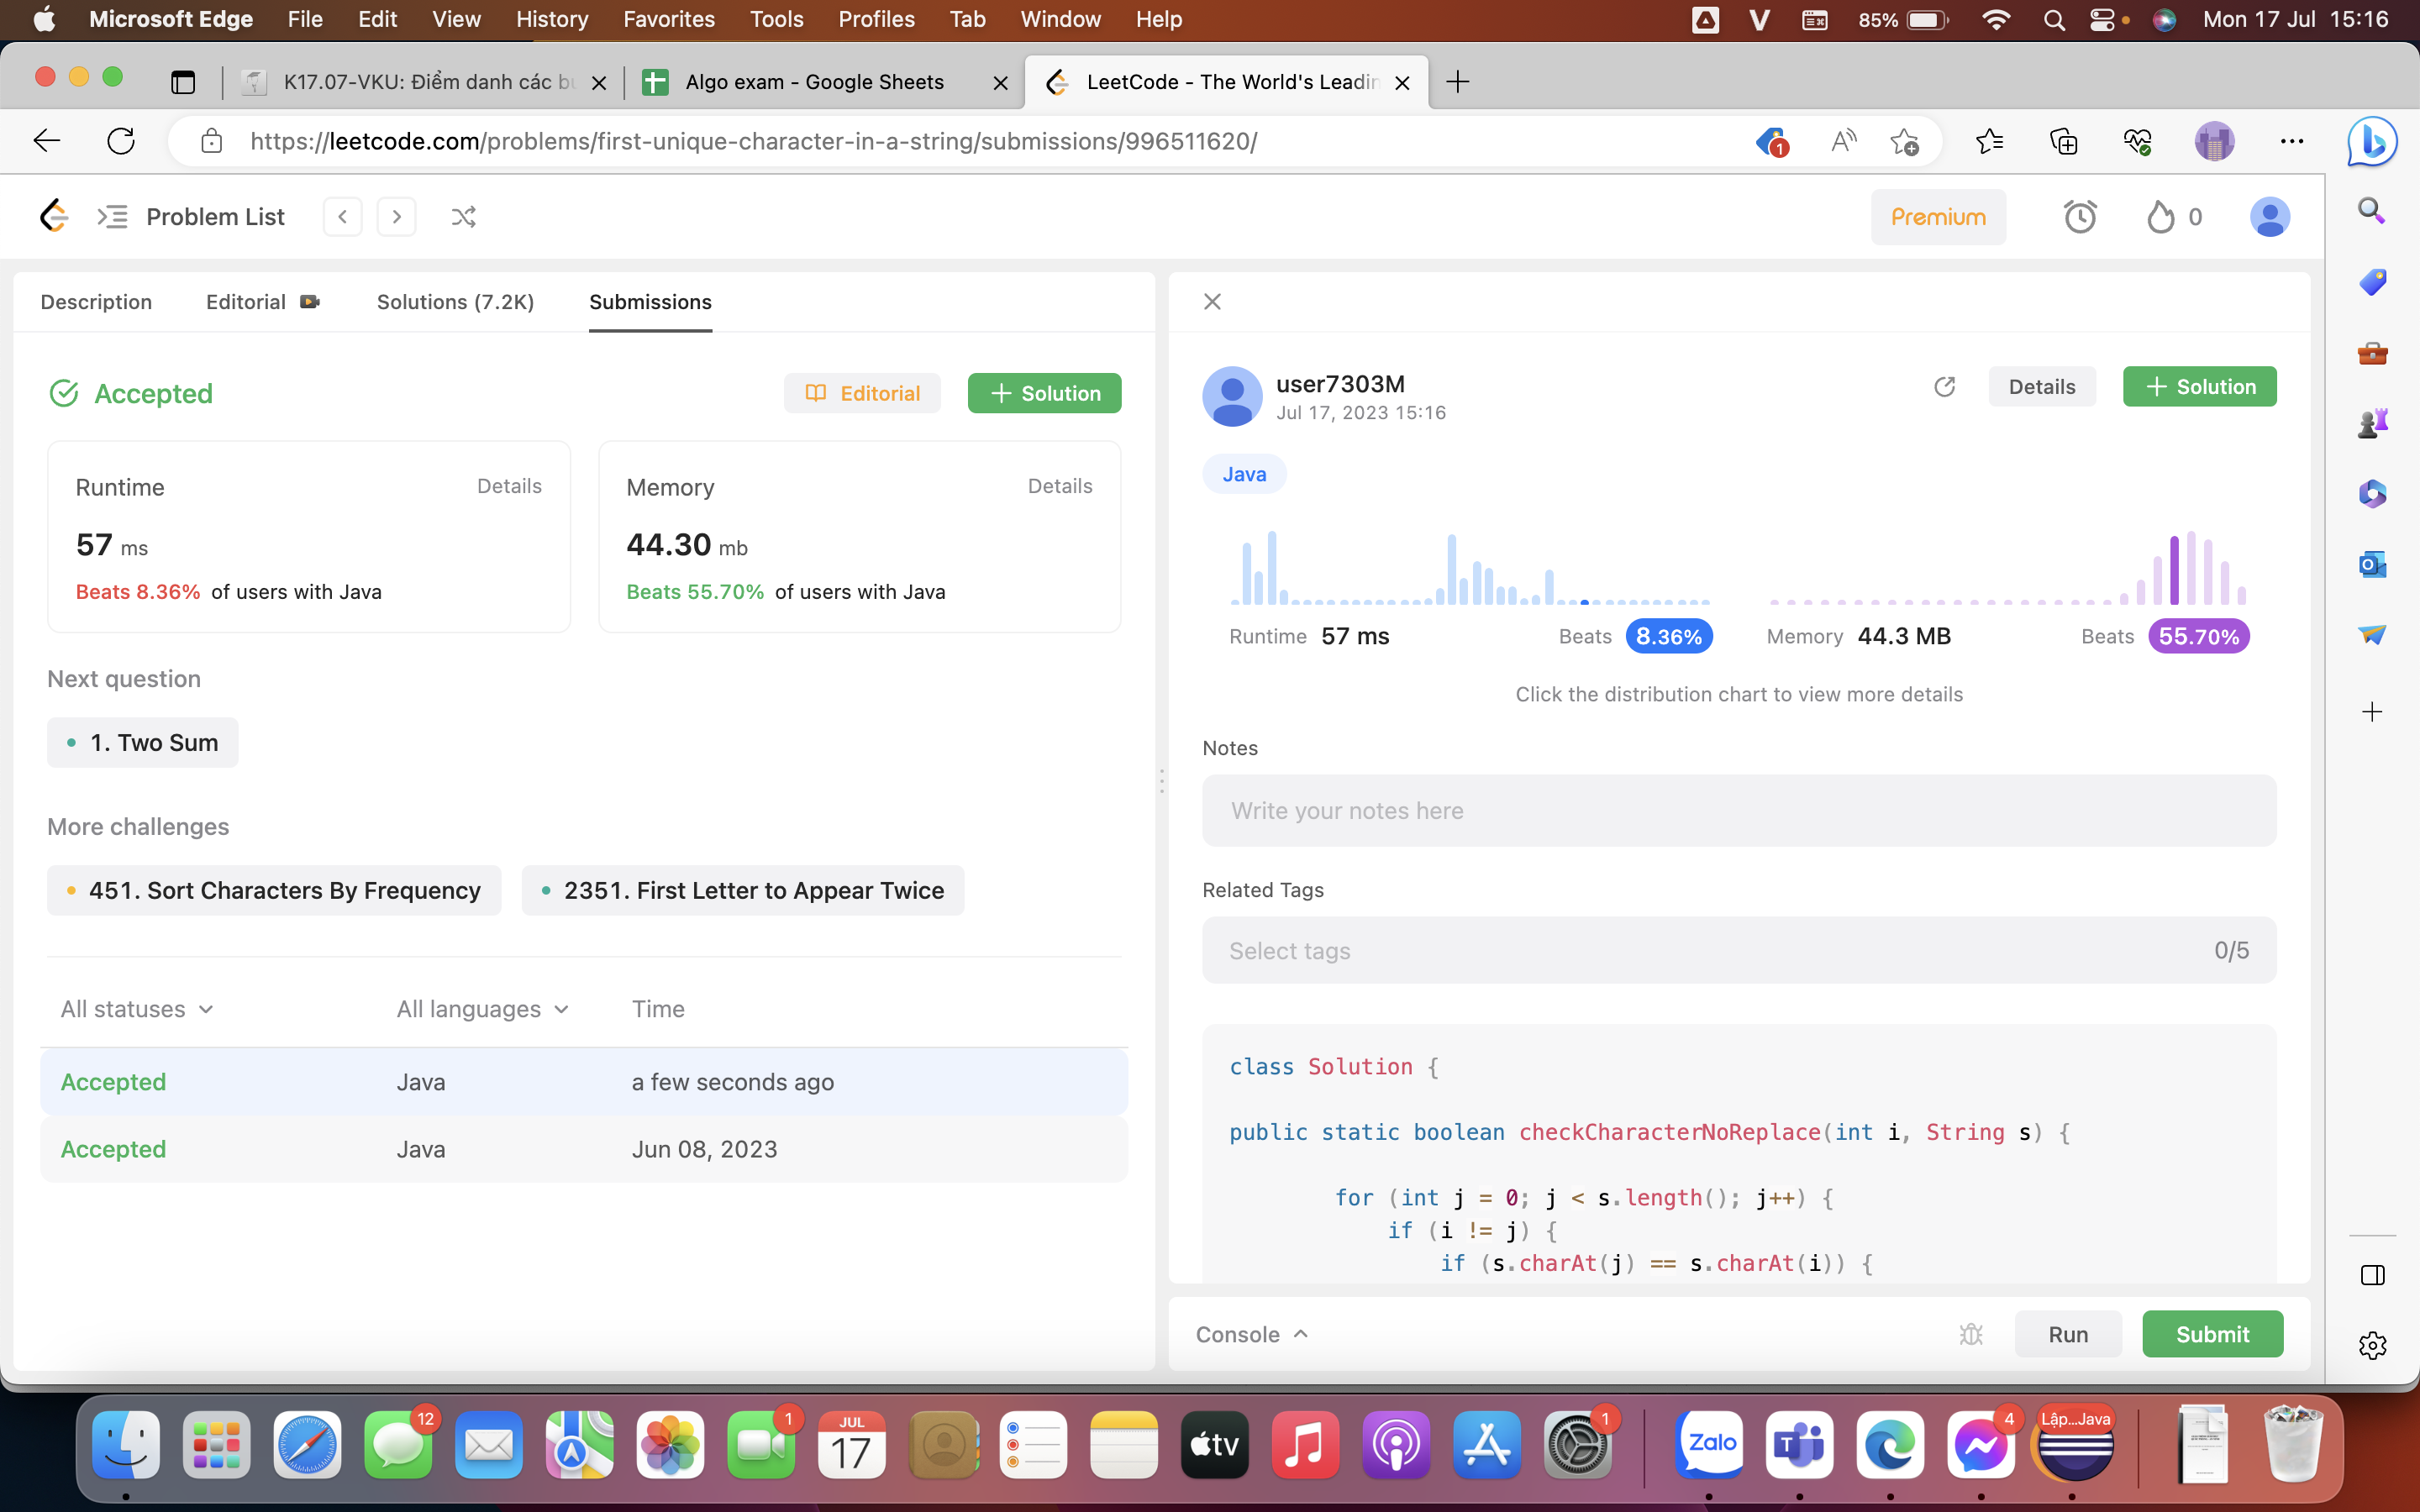 Microsoft Edge File Edit View History Favorites Tools Profiles Tab Window Help 85% Mon 17 Jul 15:16
K17.07-VKU: Điểm danh các bu Algo exam - Google Sheets LeetCode - The World's Leadin
https://leetcode.com/problems/first-unique-character-in-a-string/submissions/996511620/ 1
Problem List Premium 0
Description Editorial Solutions (7.2K) Submissions
Accepted Editorial + Solution
Runtime Details
57 ms
Beats 8.36% of users with Java
Memory Details
44.30 mb
Beats 55.70% of users with Java
Next question
1. Two Sum
More challenges
451. Sort Characters By Frequency 2351. First Letter to Appear Twice
All statuses All languages Time
Accepted Java a few seconds ago
Accepted Java Jun 08, 2023
user7303M Details + Solution
Jul 17, 2023 15:16
Java
Runtime 57 ms Beats 8.36% Memory 44.3 MB Beats 55.70%
Click the distribution chart to view more details
Notes
Write your notes here
Related Tags
Select tags 0/5
class Solution {
public static boolean checkCharacterNoReplace(int i, String s) {
for (int j = 0; j < s.length(); j++) {
if (i != j) {
if (s.charAt(j) == s.charAt(i)) {
Console Run Submit
12 1 JUL 17 tv 1 Zalo 4 Lập...Java